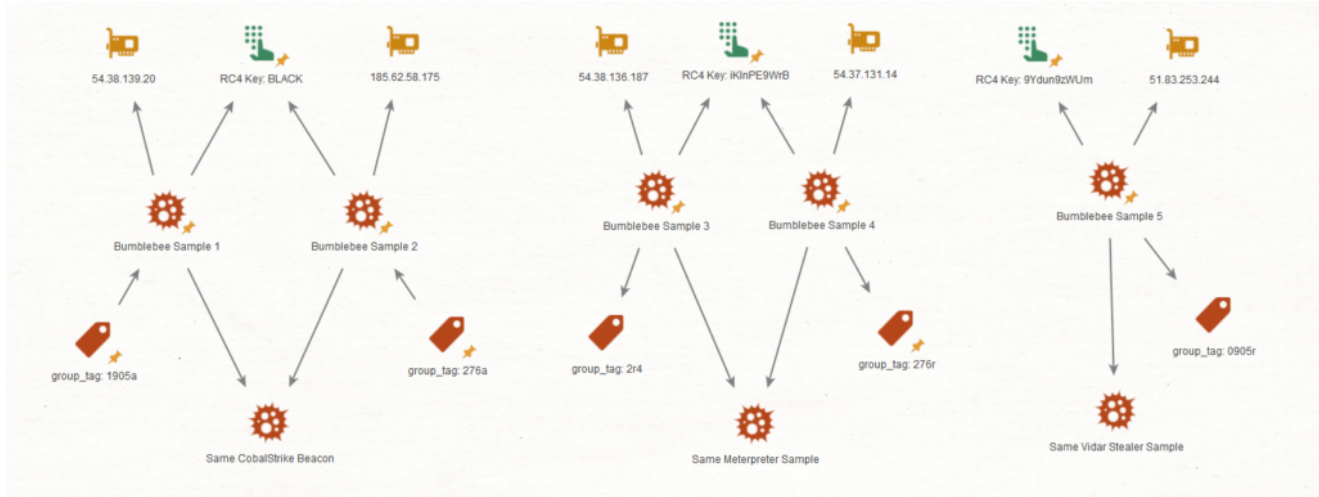 54.38.139.20
RC4 Key: BLACK
185.62.58.175
54.38.136.187
RC4 Key: iKInPE9WrB
54.37.131.14
RC4 Key: 9Ydun9zWUm
51.83.253.244
Bumblebee Sample 1
Bumblebee Sample 2
Bumblebee Sample 3
Bumblebee Sample 4
Bumblebee Sample 5
group_tag: 1905a
group_tag: 276a
group_tag: 2r4
group_tag: 276r
group_tag: 0905r
Same CobalStrike Beacon
Same Meterpreter Sample
Same Vidar Stealer Sample